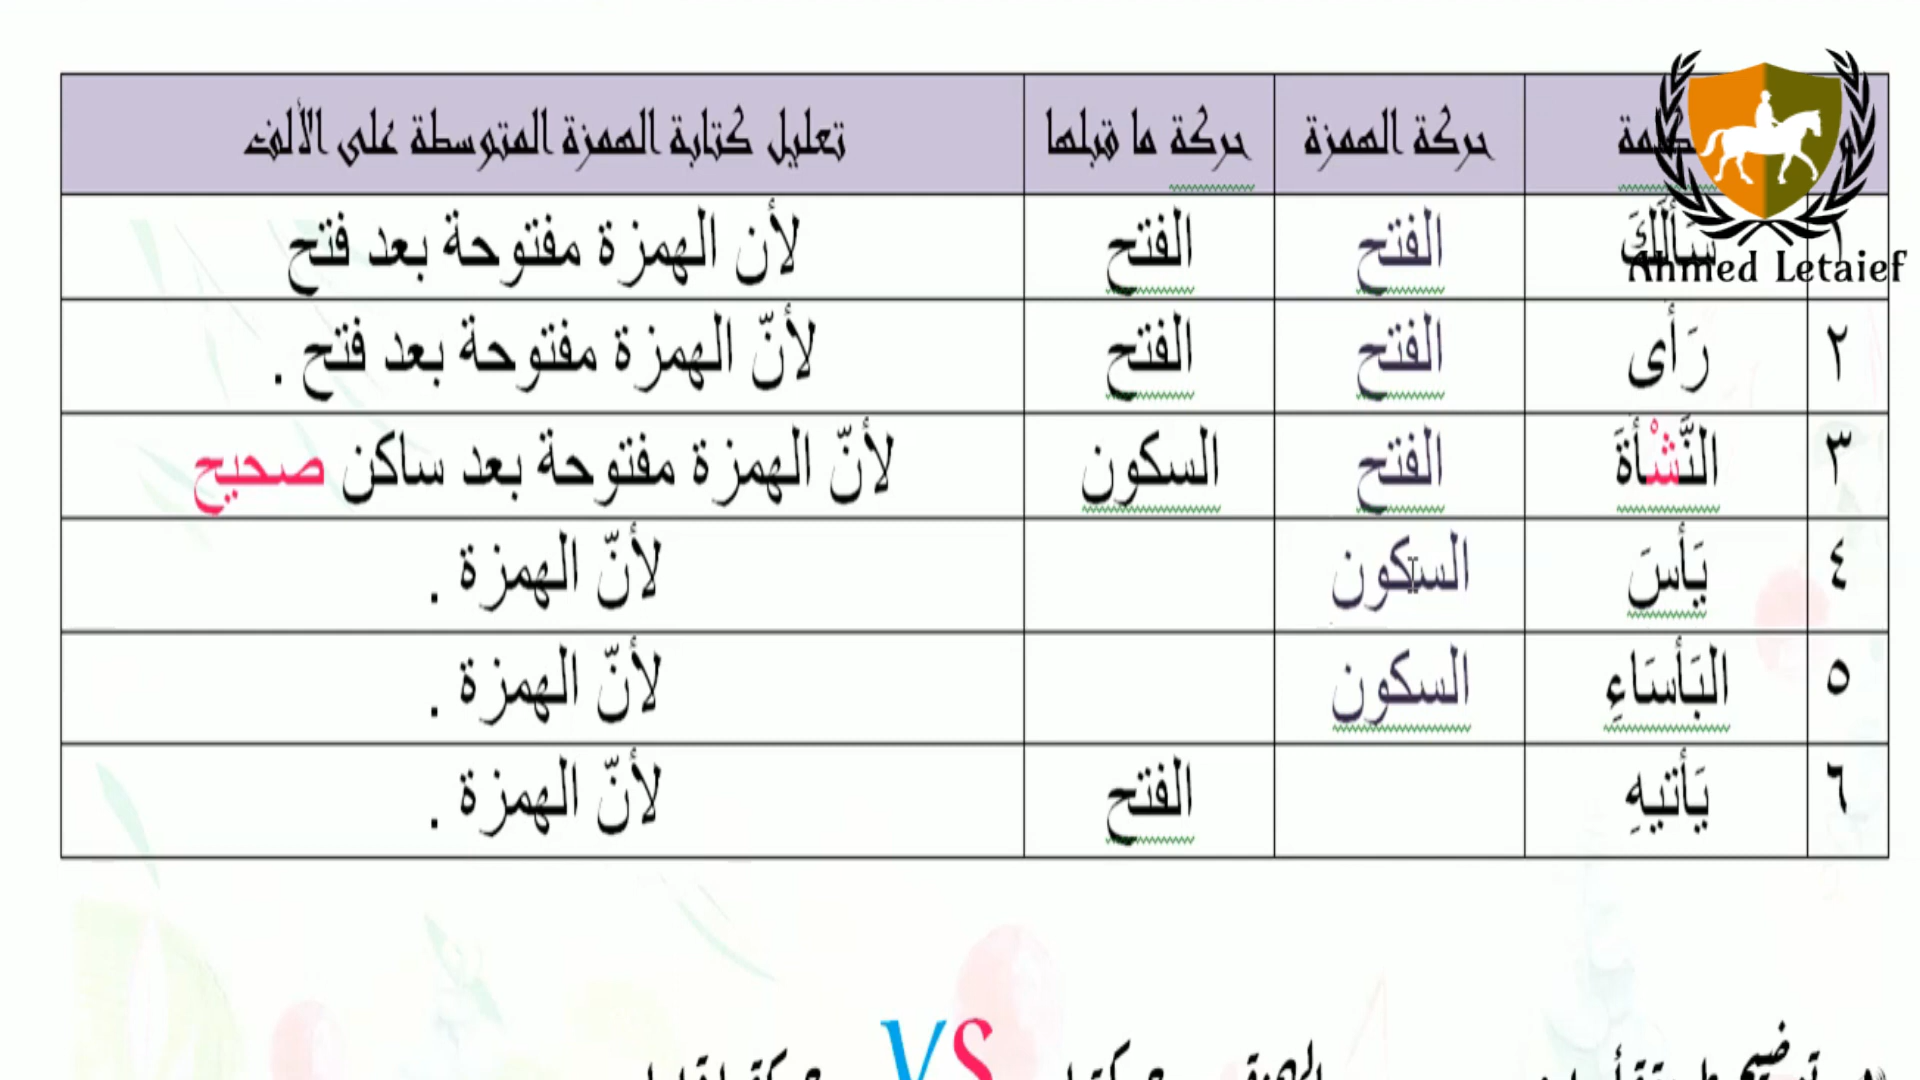 الكلمة حركة الهمزة حركة ما قبلها تعليل كتابة الهمزة المتوسطة على الألف
Ahmed Letaief
١ سَأَلَكَ الفتح الفتح لأن الهمزة مفتوحة بعد فتح
٢ رَأى الفتح الفتح لأنّ الهمزة مفتوحة بعد فتح .
٣ النَّشْأةَ الفتح السكون لأنّ الهمزة مفتوحة بعد ساكن صحيح
٤ يَأسَ السكون لأنّ الهمزة .
٥ البَأسَاءِ السكون لأنّ الهمزة .
٦ يَأتيهِ الفتح لأنّ الهمزة .
VS